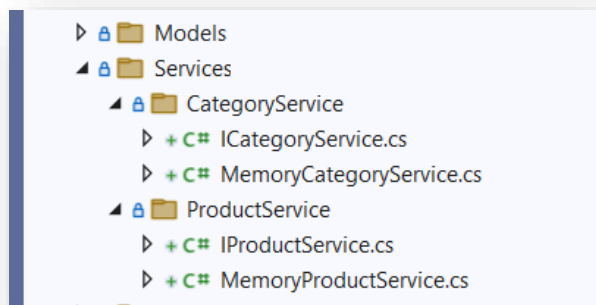 Models
Services
CategoryService
+ C# ICategoryService.cs
+ C# MemoryCategoryService.cs
ProductService
+ C# IProductService.cs
+ C# MemoryProductService.cs